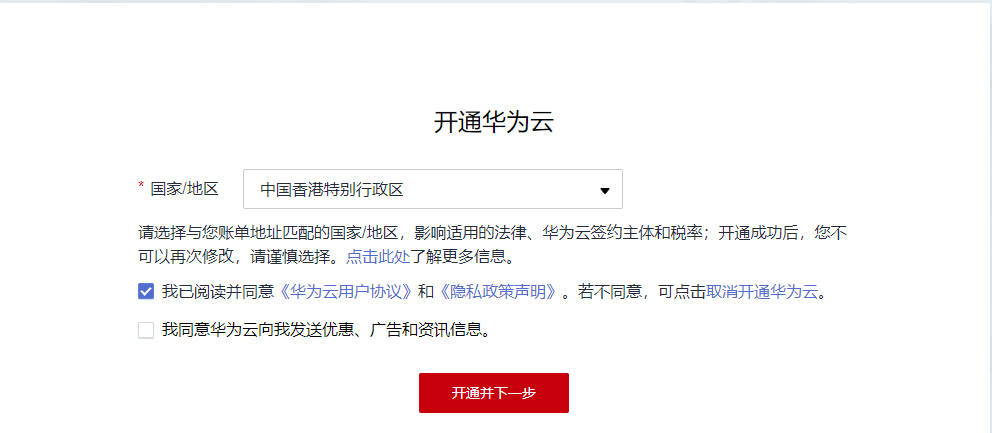 开通华为云
* 国家/地区 中国香港特别行政区
请选择与您账单地址匹配的国家/地区，影响适用的法律、华为云签约主体和税率；开通成功后，您不
可以再次修改，请谨慎选择。点击此处了解更多信息。
我已阅读并同意《华为云用户协议》和《隐私政策声明》。若不同意，可点击取消开通华为云。
我同意华为云向我发送优惠、广告和资讯信息。
开通并下一步